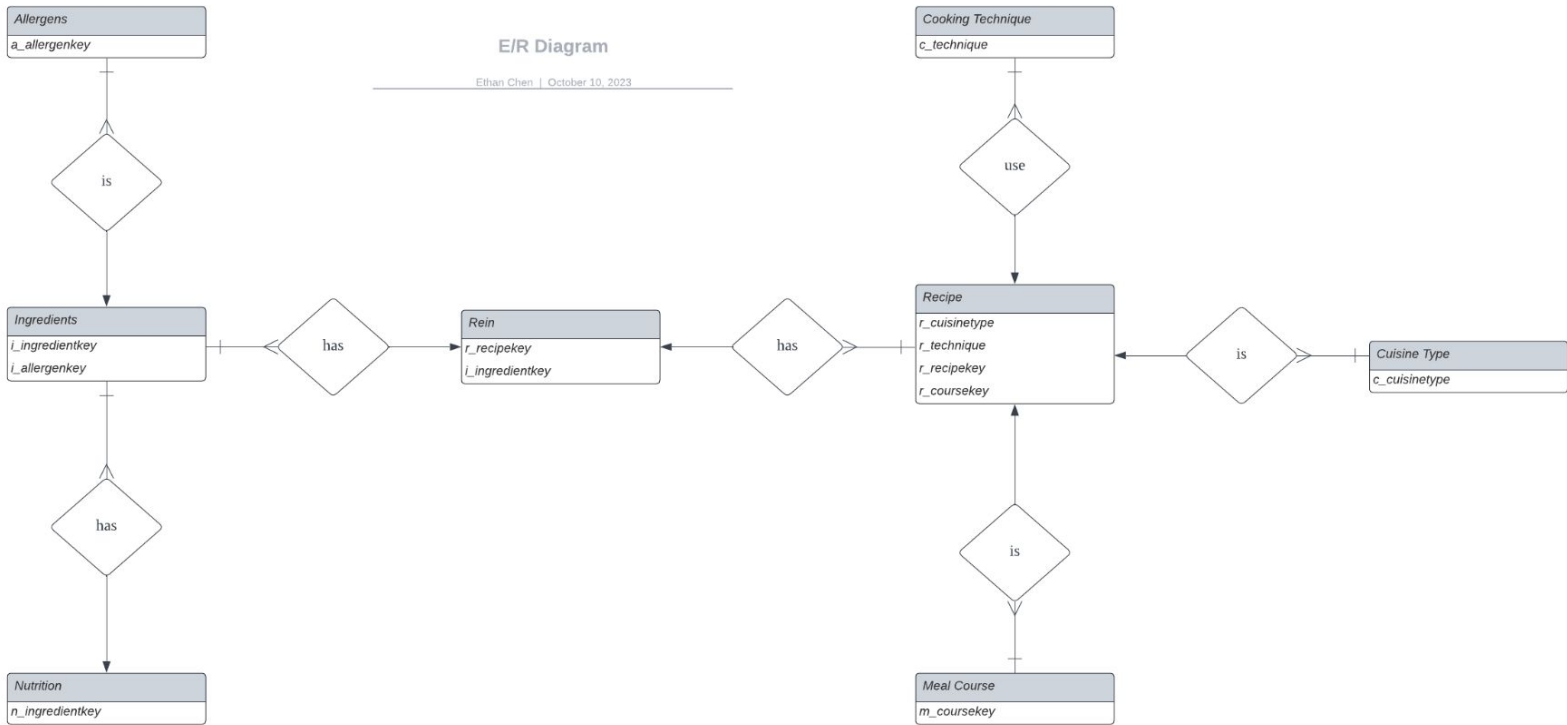 Allergens
a_allergenkey
E/R Diagram
Ethan Chen | October 10, 2023
Cooking Technique
c_technique
is
use
Ingredients
i_ingredientkey
i_allergenkey
has
Rein
r_recipekey
i_ingredientkey
has
Recipe
r_cuisinetype
r_technique
r_recipekey
r_coursekey
is
Cuisine Type
c_cuisinetype
has
is
Nutrition
n_ingredientkey
Meal Course
m_coursekey